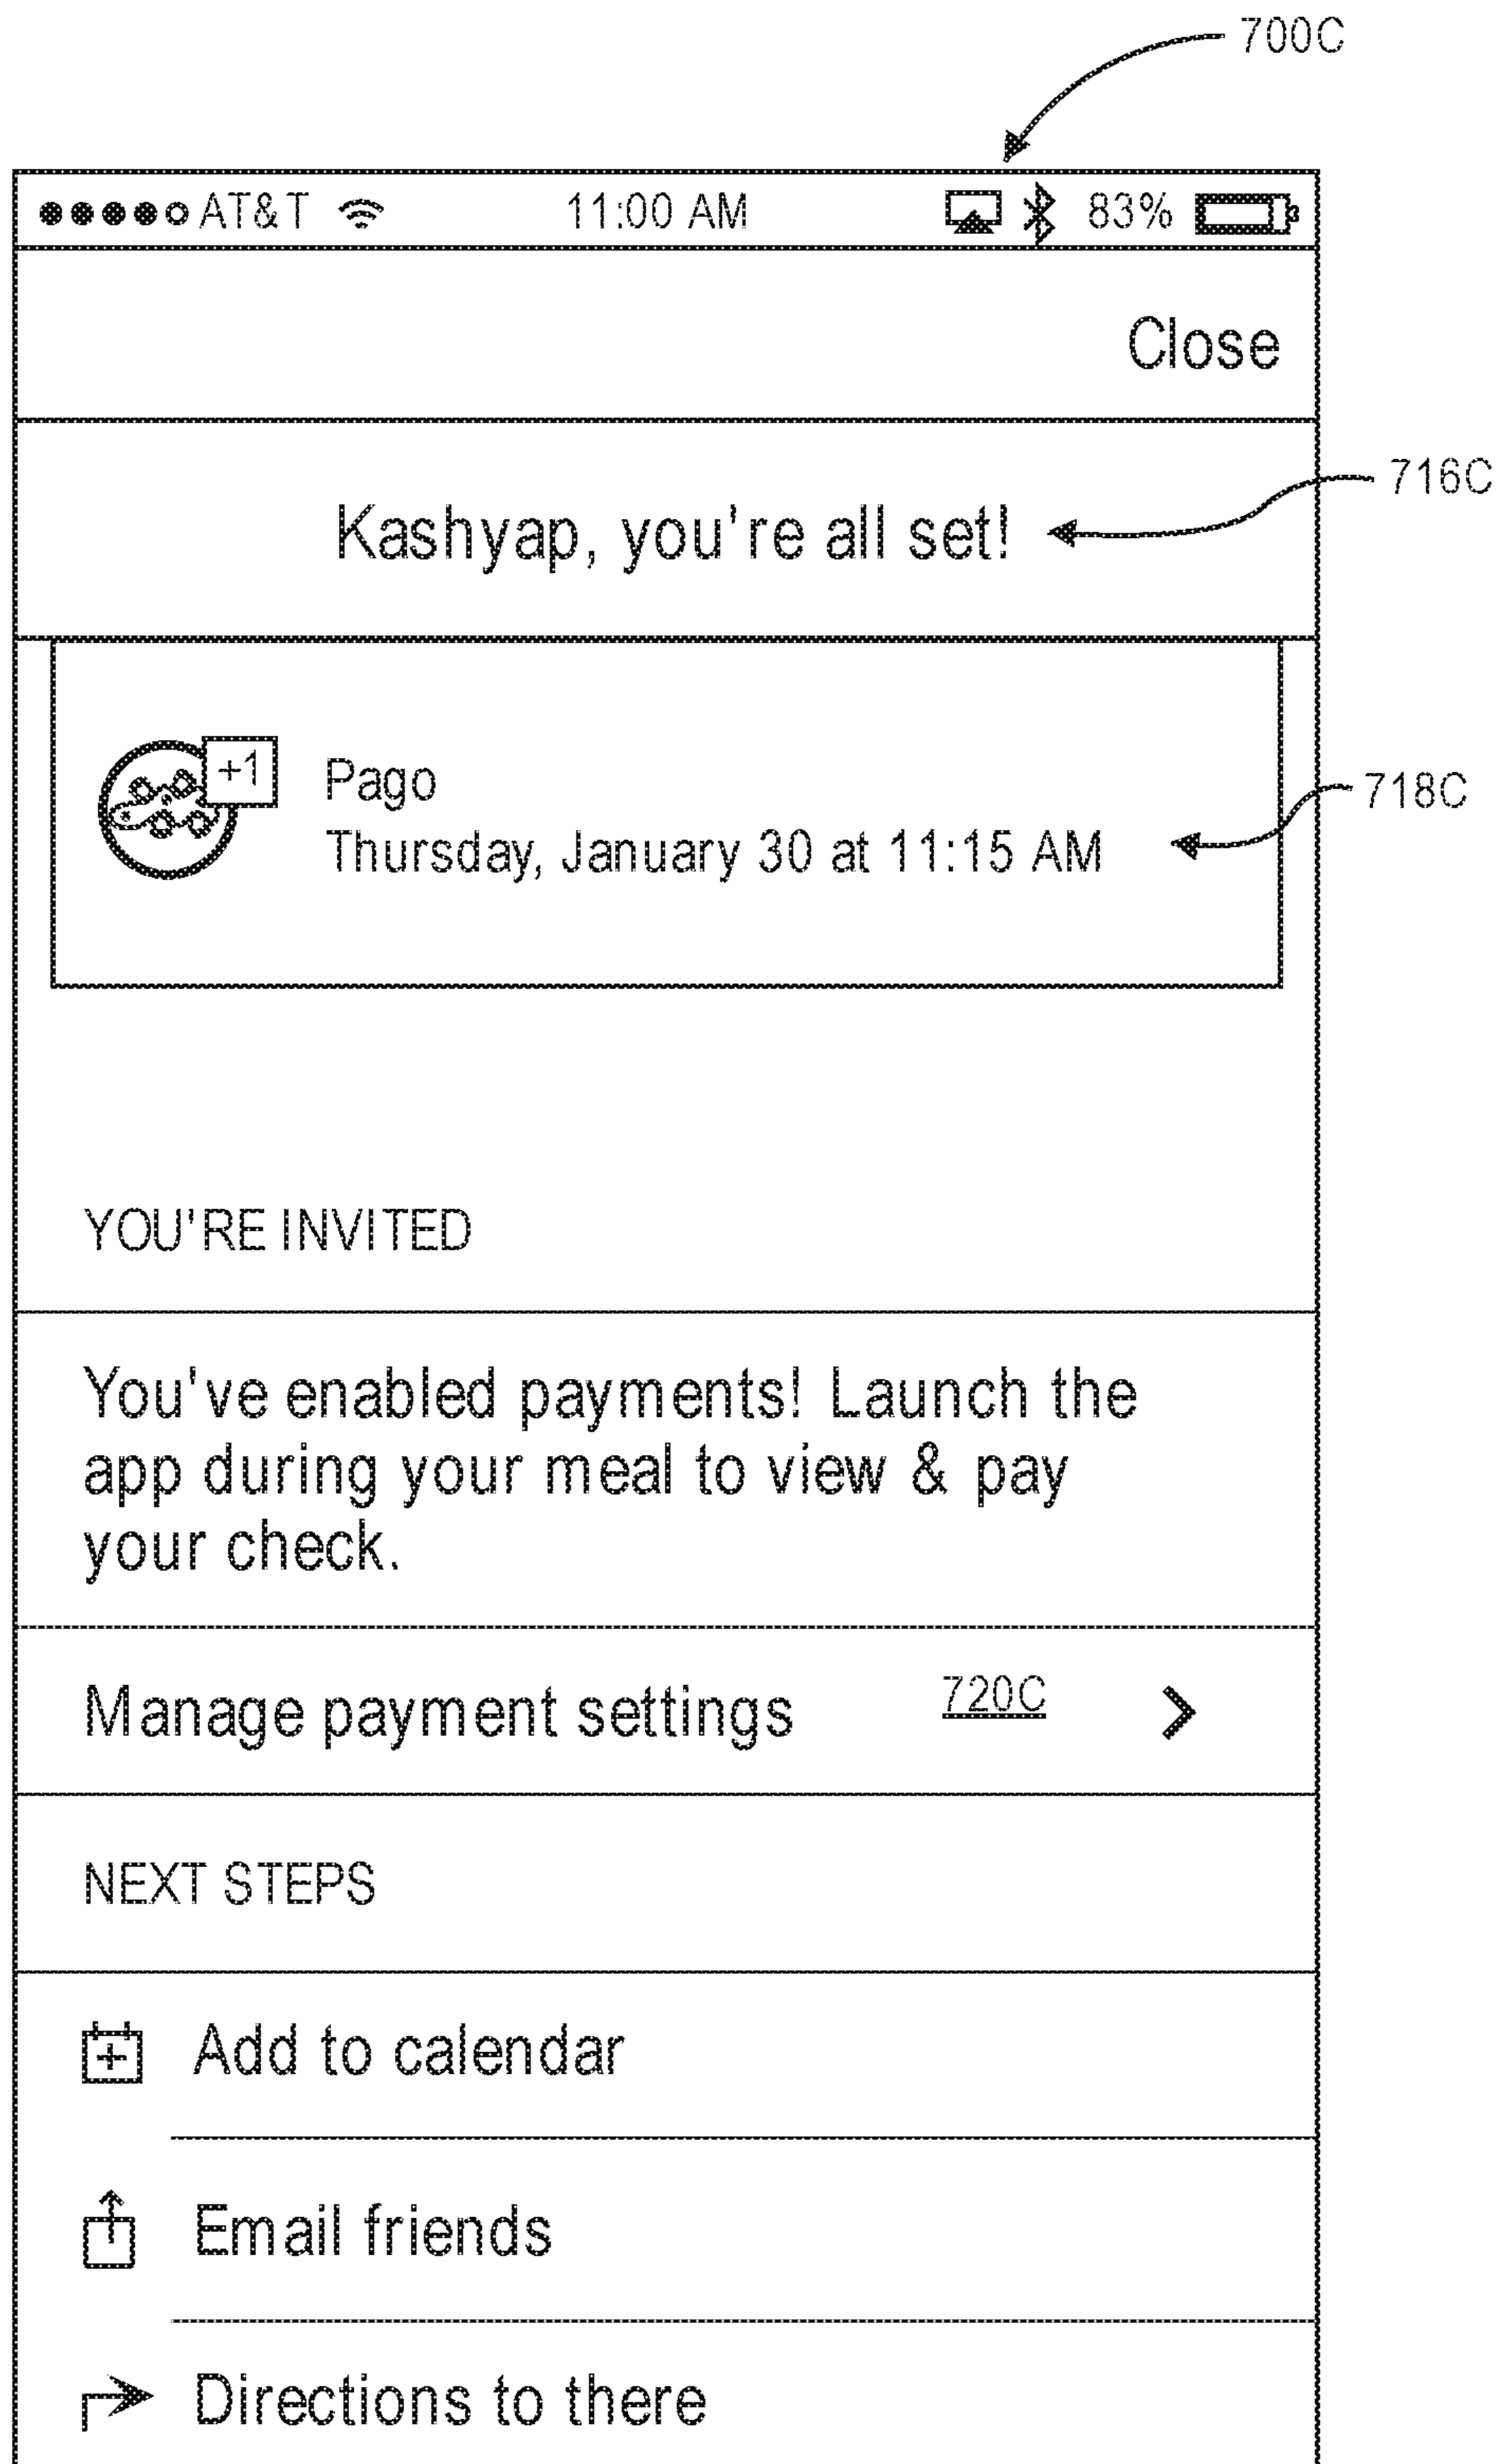 700C
AT&T 11:00 AM 83%
Close
Kashyap, you're all set!
716C
+1
Pago
718C
Thursday, January 30 at 11:15 AM
YOU'RE INVITED
You've enabled payments! Launch the
app during your meal to view & pay
your check.
Manage payment settings 720C
NEXT STEPS
Add to calendar
Email friends
Directions to there